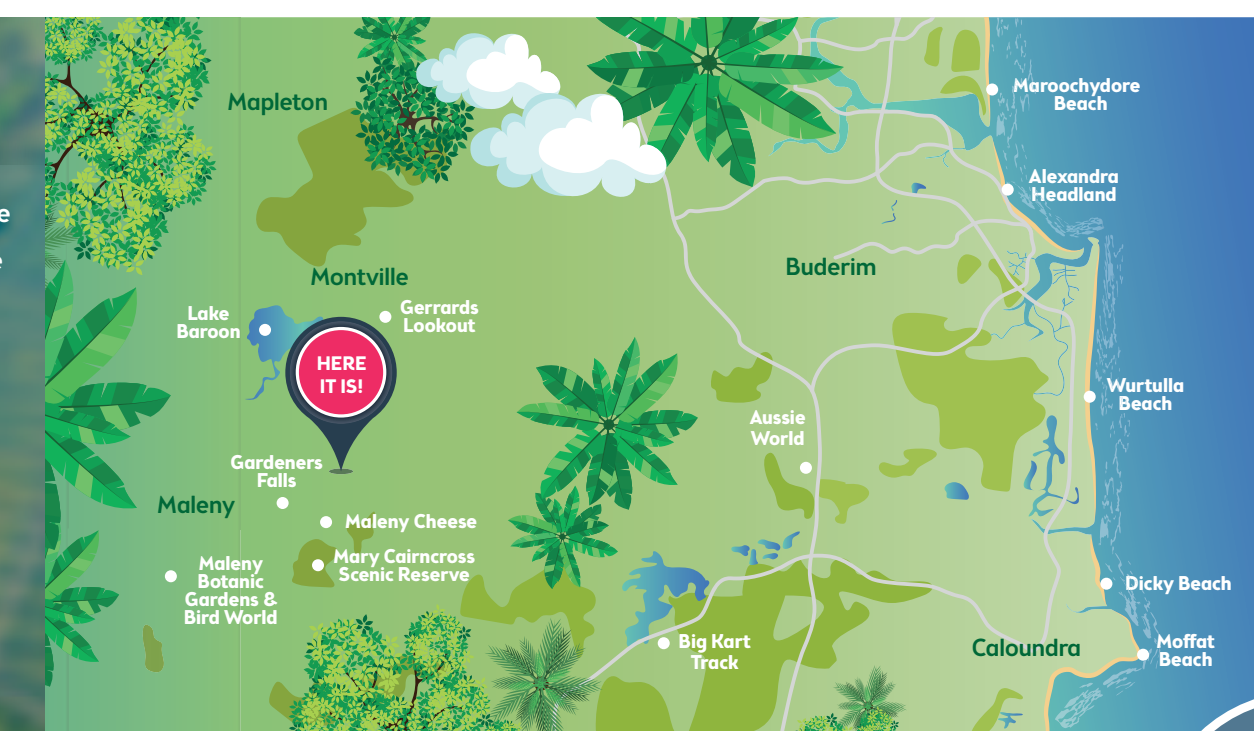 Mapleton
Maroochydore
Beach
Alexandra
Headland
e
e
Buderim
Montville
Lake
Baroon
Gerrards
Lookout
HERE
IT IS!
Wurtulla
Beach
Aussie
World
Gardeners
Falls
Maleny
Maleny Cheese
Mary Cairncross
Scenic Reserve
Maleny
Botanic
Gardens &
Bird World
Dicky Beach
Big Kart
Track
Caloundra
Moffat
Beach